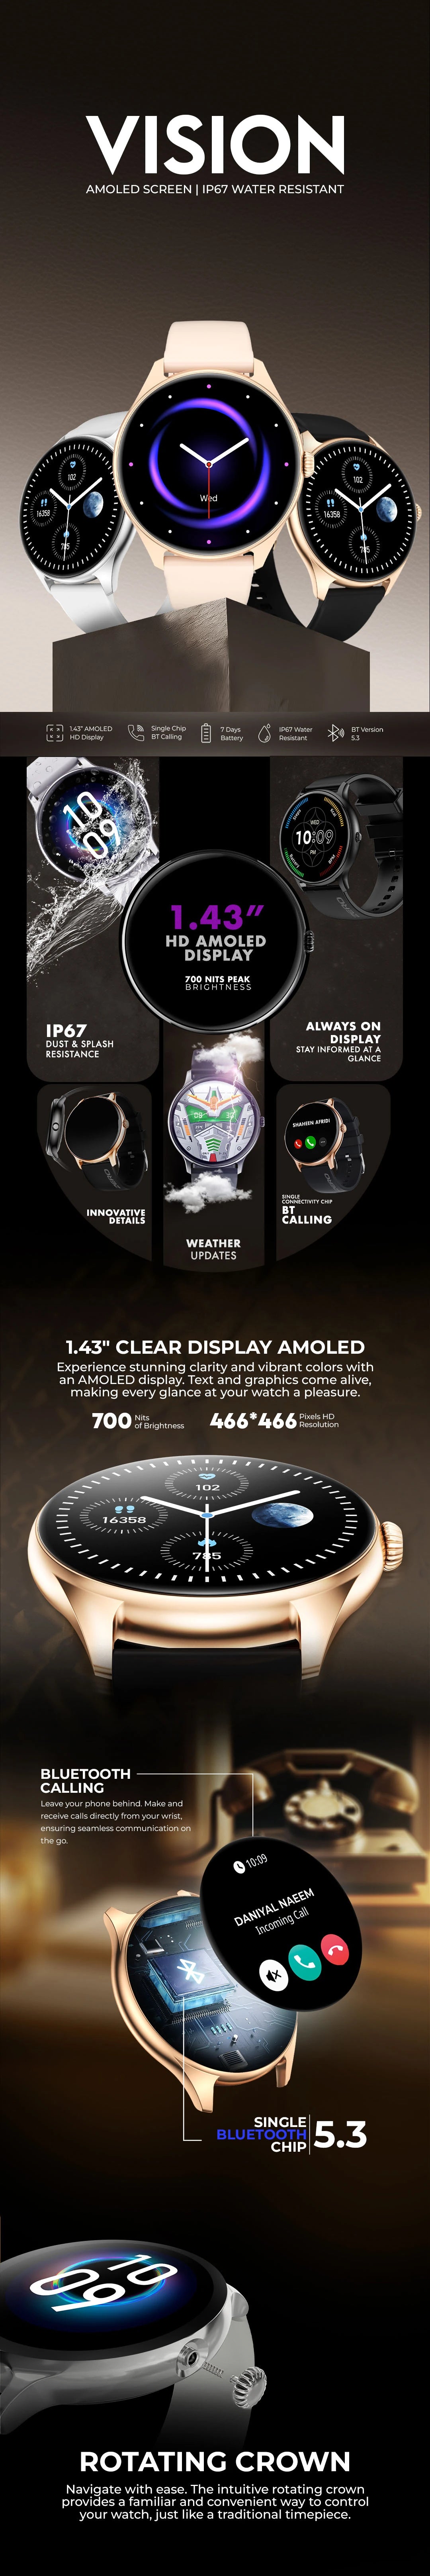 VISION
AMOLED SCREEN | IP67 WATER RESISTANT
102
16358
785
Wed
102
16358
785
1.43" AMOLED
HD Display
Single Chip
BT Calling
7 Days
Battery
IP67 Water
Resistant
BT Version
5.3
10
09
WED
10:09
PM
1.43”
HD AMOLED
DISPLAY
700 NITS PEAK
BRIGHTNESS
IP67
DUST & SPLASH
RESISTANCE
ALWAYS ON
DISPLAY
STAY INFORMED AT A
GLANCE
INNOVATIVE
DETAILS
09
30
WEATHER
UPDATES
SHAHEEN AFRIDI
SINGLE
CONNECTIVITY CHIP
BT
CALLING
1.43" CLEAR DISPLAY AMOLED
Experience stunning clarity and vibrant colors with
an AMOLED display. Text and graphics come alive,
making every glance at your watch a pleasure.
700 Nits
of Brightness
466*466 Pixels HD
Resolution
102
16358
785
BLUETOOTH
CALLING
Leave your phone behind. Make and
receive calls directly from your wrist,
ensuring seamless communication on
the go.
10:09
DANIYAL NAEEM
Incoming Call
SINGLE
BLUETOOTH
CHIP
5.3
10
09
ROTATING CROWN
Navigate with ease. The intuitive rotating crown
provides a familiar and convenient way to control
your watch, just like a traditional timepiece.